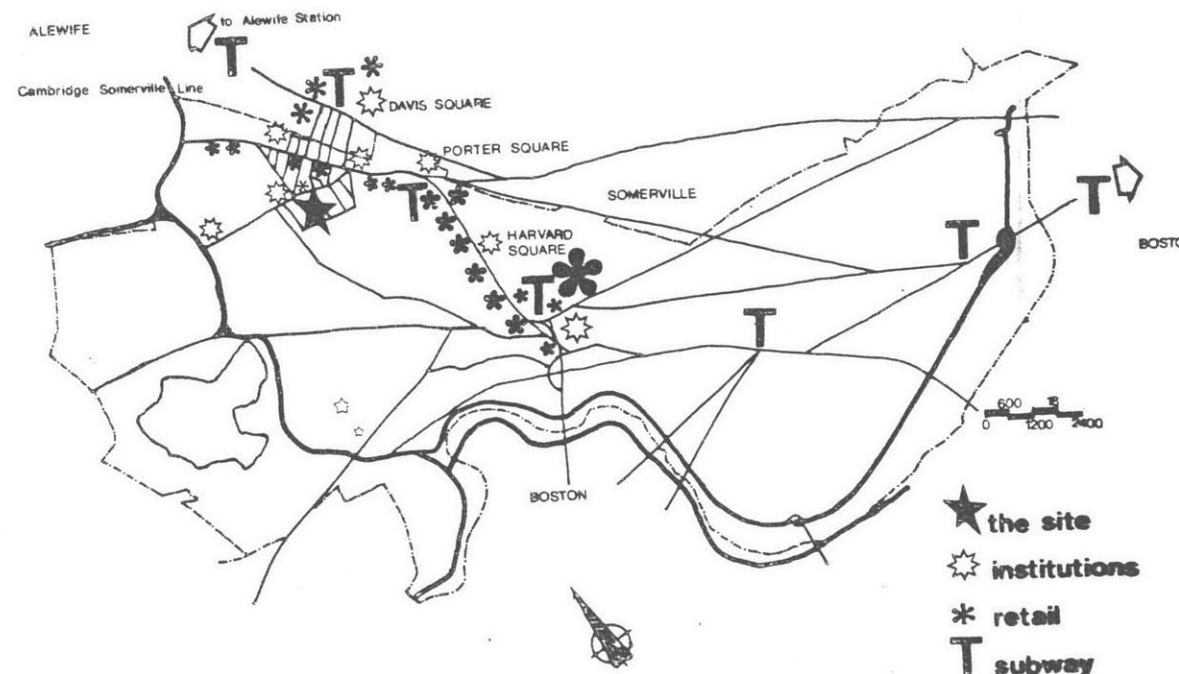 to Alewife Station
ALEWIFE
T
Cambridge Somerville Line
T
DAVIS SQUARE
PORTER SQUARE
T
SOMERVILLE
T
HARVARD
SQUARE
T
BOSTO
T
T
600
0 1200 2400
BOSTON
the site
institutions
retail
T subway